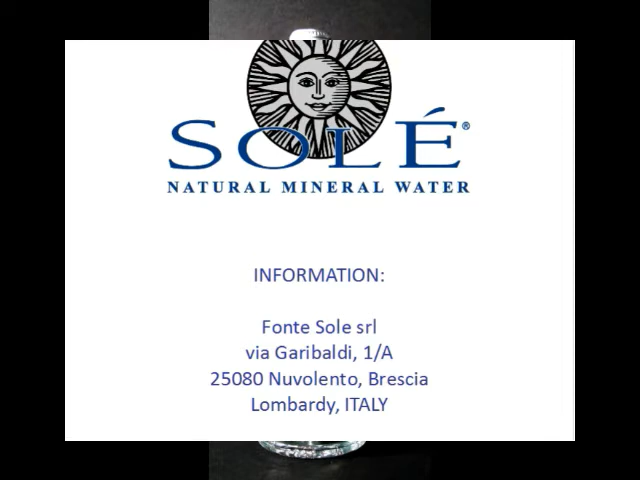 SOLÉ®
NATURAL MINERAL WATER
INFORMATION:
Fonte Sole srl
via Garibaldi, 1/A
25080 Nuvolento, Brescia
Lombardy, ITALY